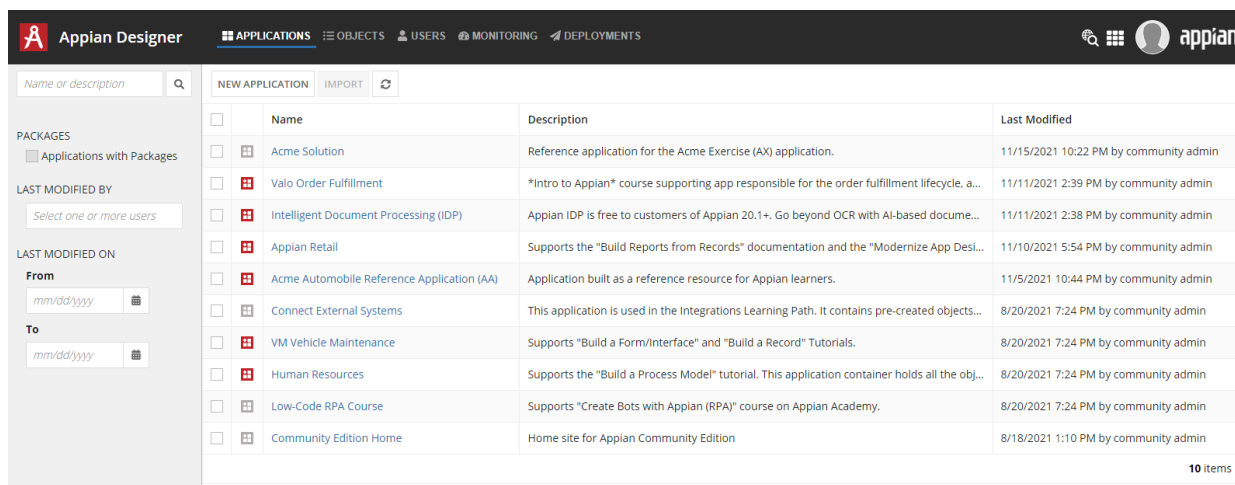 Appian Designer APPLICATIONS OBJECTS USERS MONITORING DEPLOYMENTS appian
Name or description
PACKAGES
Applications with Packages
LAST MODIFIED BY
Select one or more users
LAST MODIFIED ON
From
mm/dd/yyyy
To
mm/dd/yyyy
NEW APPLICATION IMPORT
Name Description Last Modified
Acme Solution Reference application for the Acme Exercise (AX) application. 11/15/2021 10:22 PM by community admin
Valo Order Fulfillment *Intro to Appian* course supporting app responsible for the order fulfillment lifecycle, a... 11/11/2021 2:39 PM by community admin
Intelligent Document Processing (IDP) Appian IDP is free to customers of Appian 20.1+. Go beyond OCR with AI-based docume... 11/11/2021 2:38 PM by community admin
Appian Retail Supports the "Build Reports from Records" documentation and the "Modernize App Desi... 11/10/2021 5:54 PM by community admin
Acme Automobile Reference Application (AA) Application built as a reference resource for Appian learners. 11/5/2021 10:44 PM by community admin
Connect External Systems This application is used in the Integrations Learning Path. It contains pre-created objects... 8/20/2021 7:24 PM by community admin
VM Vehicle Maintenance Supports "Build a Form/Interface" and "Build a Record" Tutorials. 8/20/2021 7:24 PM by community admin
Human Resources Supports the "Build a Process Model" tutorial. This application container holds all the obj... 8/20/2021 7:24 PM by community admin
Low-Code RPA Course Supports "Create Bots with Appian (RPA)" course on Appian Academy. 8/20/2021 7:24 PM by community admin
Community Edition Home Home site for Appian Community Edition 8/18/2021 1:10 PM by community admin
10 items